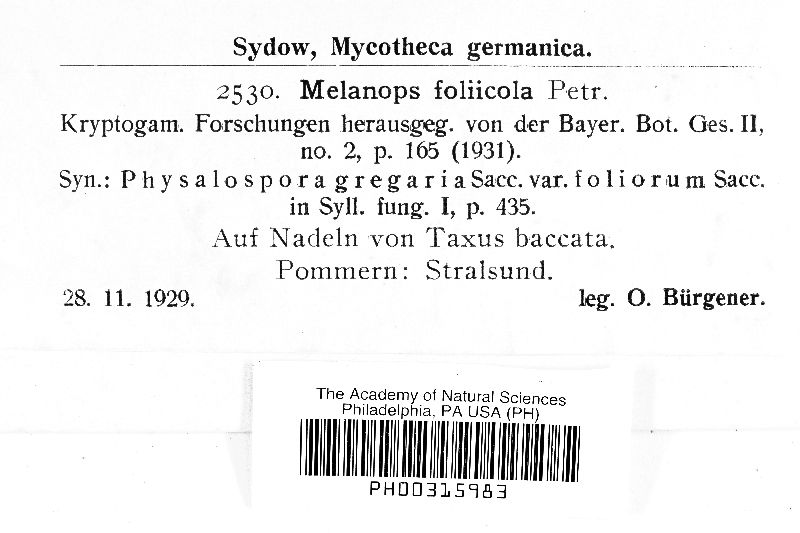 Sydow, Mycotheca germanica.
2530. Melanops foliicola Petr.
Kryptogam. Forschungen herausgeg. von der Bayer. Bot. Ges. II,
no. 2, p. 165 (1931).
Syn.: Physalospora gregaria Sacc. var. foliorum Sacc.
in Syll. fung. I, p. 435.
Auf Nadeln von Taxus baccata.
Pommern: Stralsund.
28. 11. 1929. leg. O. Bürgener.
The Academy of Natural Sciences
Philadelphia, PA USA (PH)
PH00315983